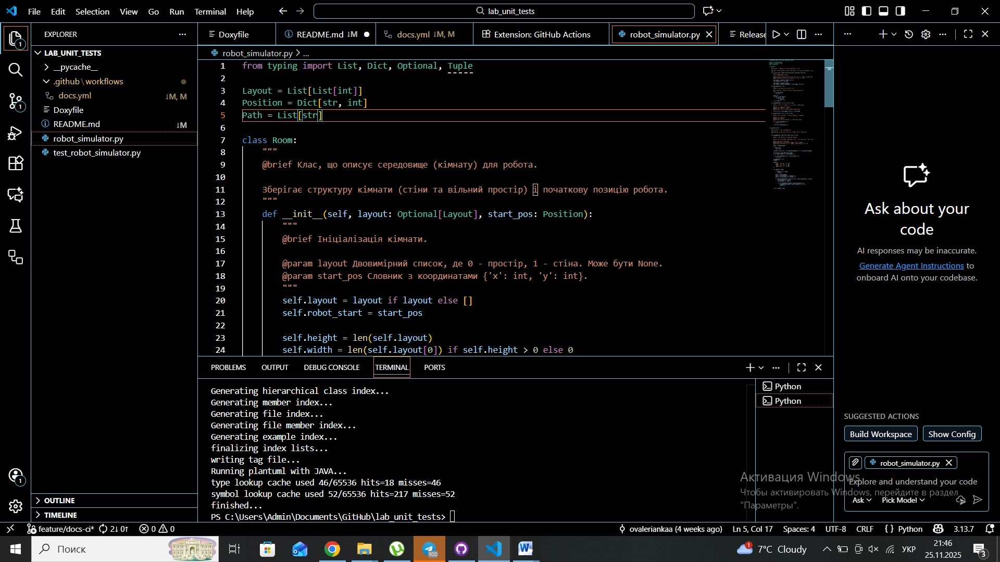 File Edit Selection View Go Run Terminal Help
lab_unit_tests
EXPLORER
LAB_UNIT_TESTS
__pycache__
.github\workflows
docs.yml ↓M, M
Doxyfile
README.md ↓M
robot_simulator.py
test_robot_simulator.py
OUTLINE
TIMELINE
Doxyfile
README.md ↓M
docs.yml ↓M, M
Extension: GitHub Actions
robot_simulator.py
Release
robot_simulator.py > ...
1 from typing import List, Dict, Optional, Tuple
2
3 Layout = List[List[int]]
4 Position = Dict[str, int]
5 Path = List[str]
6
7 class Room:
8 """
9 @brief Клас, що описує середовище (кімнату) для робота.
10
11 Зберігає структуру кімнати (стіни та вільний простір) і початкову позицію робота.
12 """
13 def __init__(self, layout: Optional[Layout], start_pos: Position):
14 """
15 @brief Ініціалізація кімнати.
16
17 @param layout Двовимірний список, де 0 - простір, 1 - стіна. Може бути None.
18 @param start_pos Словник з координатами {'x': int, 'y': int}.
19 """
20 self.layout = layout if layout else []
21 self.robot_start = start_pos
22
23 self.height = len(self.layout)
24 self.width = len(self.layout[0]) if self.height > 0 else 0
PROBLEMS OUTPUT DEBUG CONSOLE TERMINAL PORTS
Generating hierarchical class index...
Generating member index...
Generating file index...
Generating file member index...
Generating example index...
finalizing index lists...
writing tag file...
Running plantuml with JAVA...
type lookup cache used 46/65536 hits=18 misses=46
symbol lookup cache used 52/65536 hits=217 misses=52
finished...
PS C:\Users\Admin\Documents\GitHub\lab_unit_tests>
Python
Python
Ask about your
code
AI responses may be inaccurate.
Generate Agent Instructions to
onboard AI onto your codebase.
SUGGESTED ACTIONS
Build Workspace
Show Config
robot_simulator.py
Explore and understand your code
Ask
Pick Model
Активация Windows
Чтобы активировать Windows, перейдите в раздел
"Параметры".
feature/docs-ci* 2↓ 0↑ 0 0
ovaleriankaa (4 weeks ago) Ln 5, Col 17 Spaces: 4 UTF-8 CRLF { } Python 3.13.7
Поиск
900
1
7°C Cloudy
УКР
21:46
25.11.2025
3